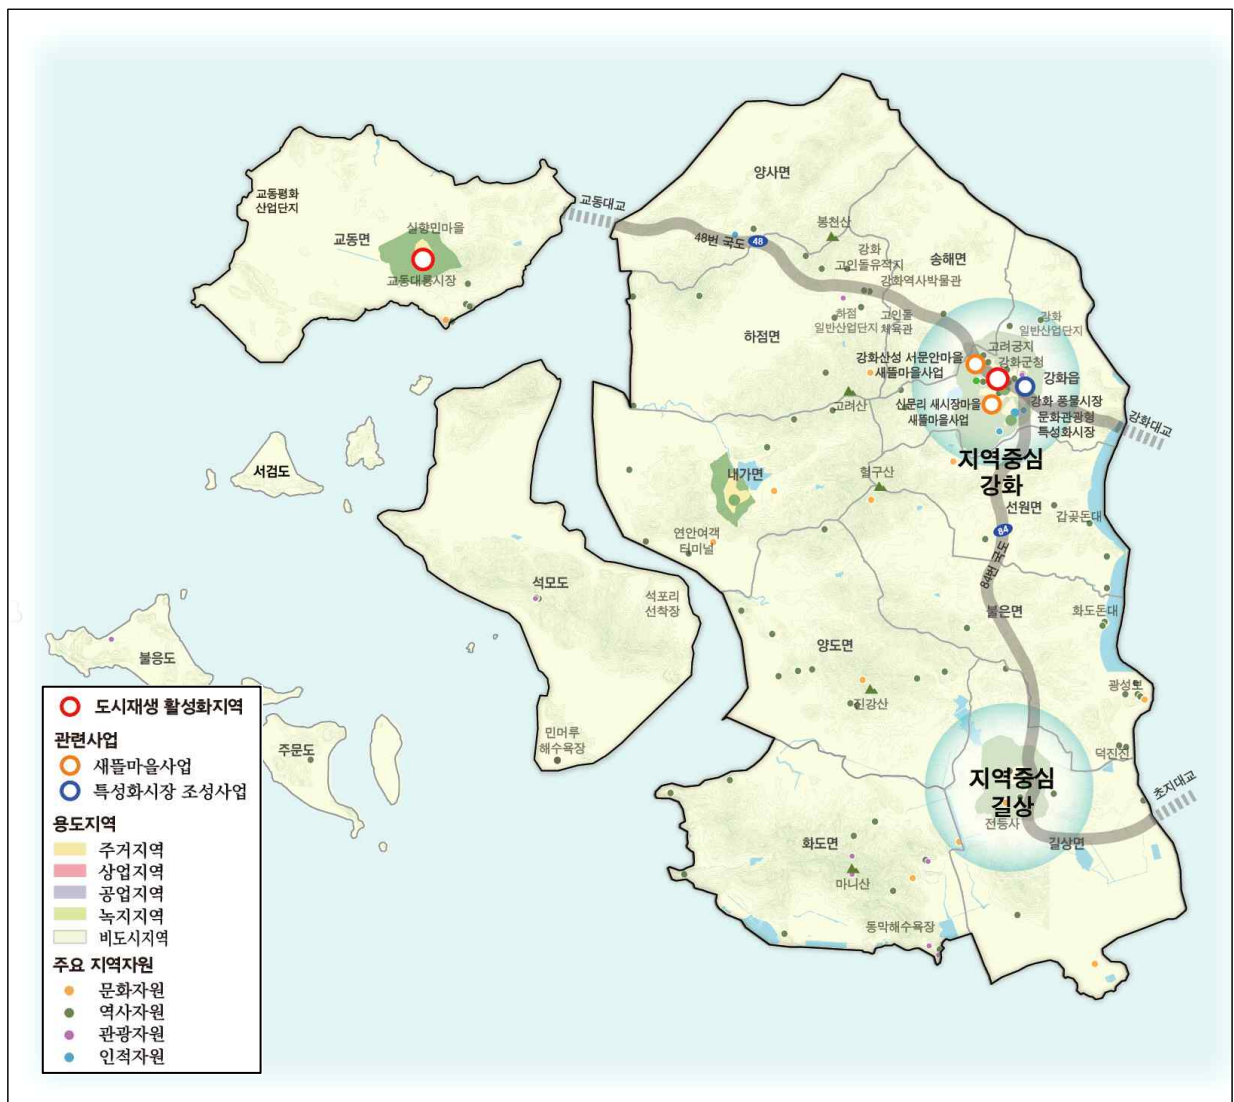 양사면
교동평화
산업단지
교동대교
실향민마을
봉천산
교동면
48번 국도
48
강화
고인돌유적지
송해면
교동대룡시장
강화역사박물관
하점
일반산업단지
고인돌
체육관
강화
일반산업단지
하점면
고려궁지
강화산성 서문안마을
새뜰마을사업
강화군청
강화읍
고려산
신문리 새시장마을
새뜰마을사업
강화 풍물시장
문화관광형
특성화시장
강화대교
지역중심
강화
서검도
내가면
혈구산
선원면
갑곶돈대
연안여객
터미널
84
84번 국도
석모도
석포리
선착장
불은면
화도돈대
양도면
불응도
광성보
진강산
민머루
해수욕장
주문도
덕진진
지역중심
길상
초지대교
전등사
길상면
화도면
마니산
동막해수욕장
도시재생 활성화지역
관련사업
새뜰마을사업
특성화시장 조성사업
용도지역
주거지역
상업지역
공업지역
녹지지역
비도시지역
주요 지역자원
문화자원
역사자원
관광자원
인적자원